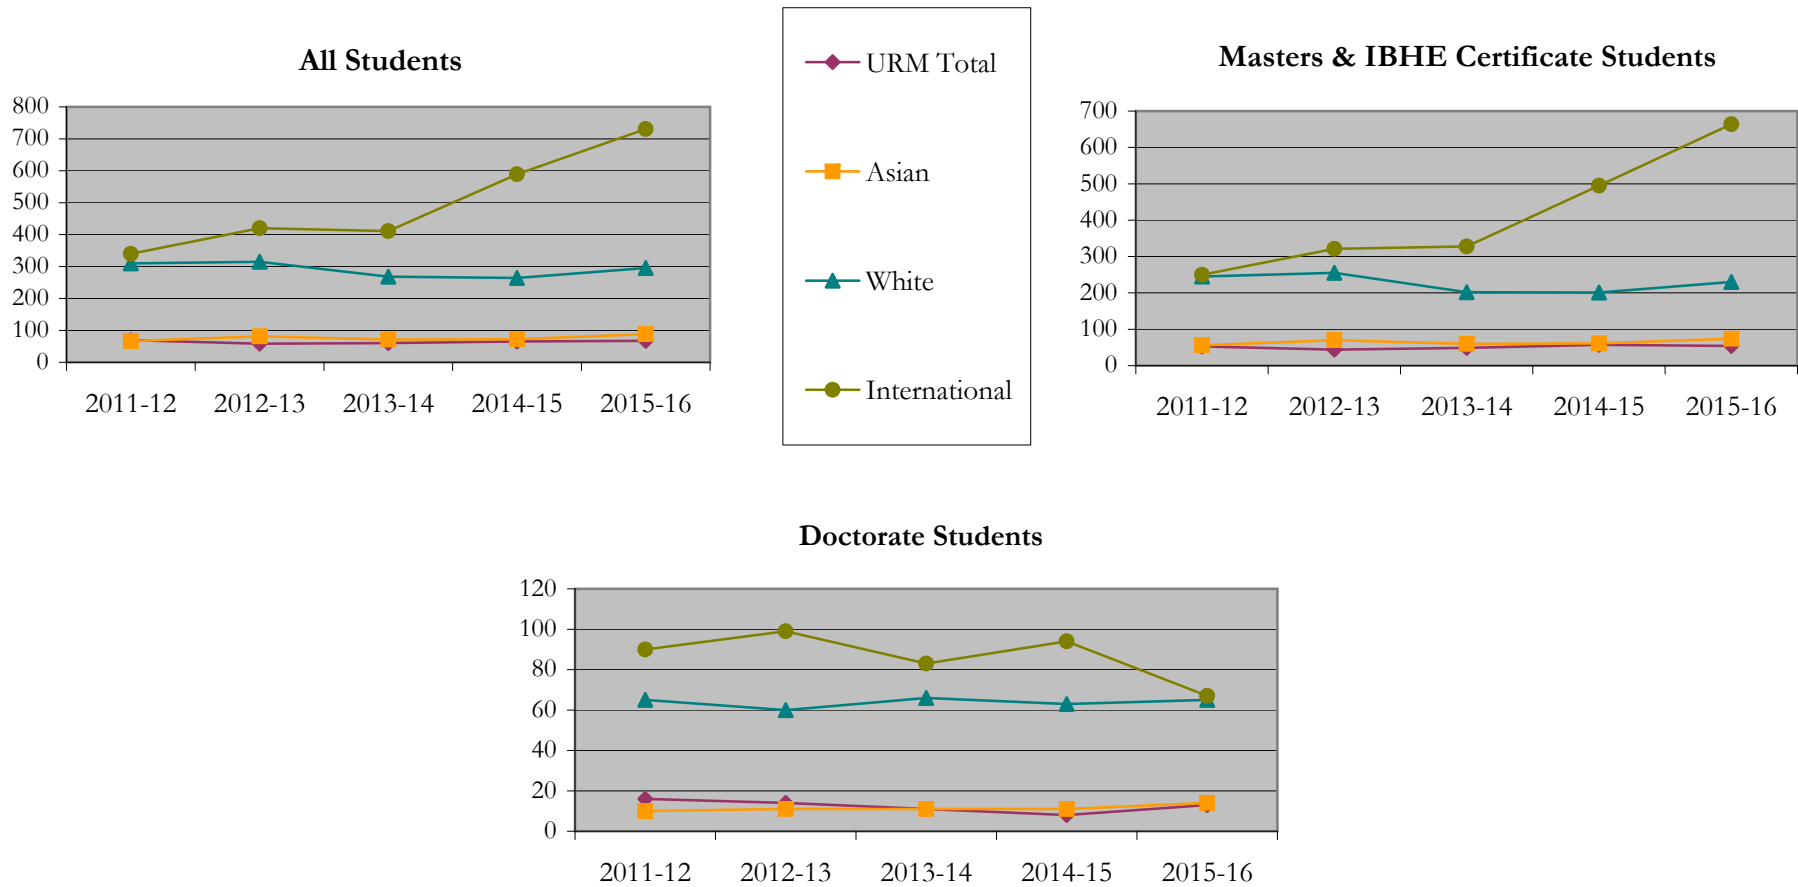 All Students
800
700
600
500
400
300
200
100
0
2011-12 2012-13 2013-14 2014-15 2015-16
URM Total
Asian
White
International
Masters & IBHE Certificate Students
700
600
500
400
300
200
100
0
2011-12 2012-13 2013-14 2014-15 2015-16
Doctorate Students
120
100
80
60
40
20
0
2011-12 2012-13 2013-14 2014-15 2015-16